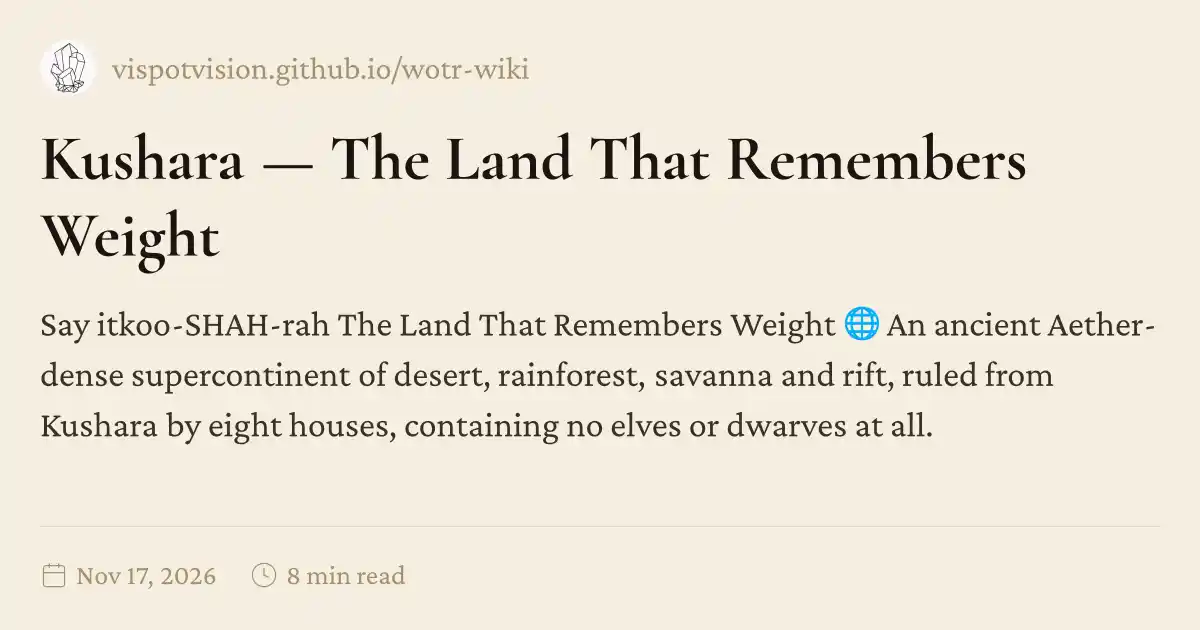 vispotvision.github.io/wotr-wiki
Kushara — The Land That Remembers
Weight
Say itkoo-SHAH-rah The Land That Remembers Weight 🌐 An ancient Aether-
dense supercontinent of desert, rainforest, savanna and rift, ruled from
Kushara by eight houses, containing no elves or dwarves at all.
Nov 17, 2026 8 min read